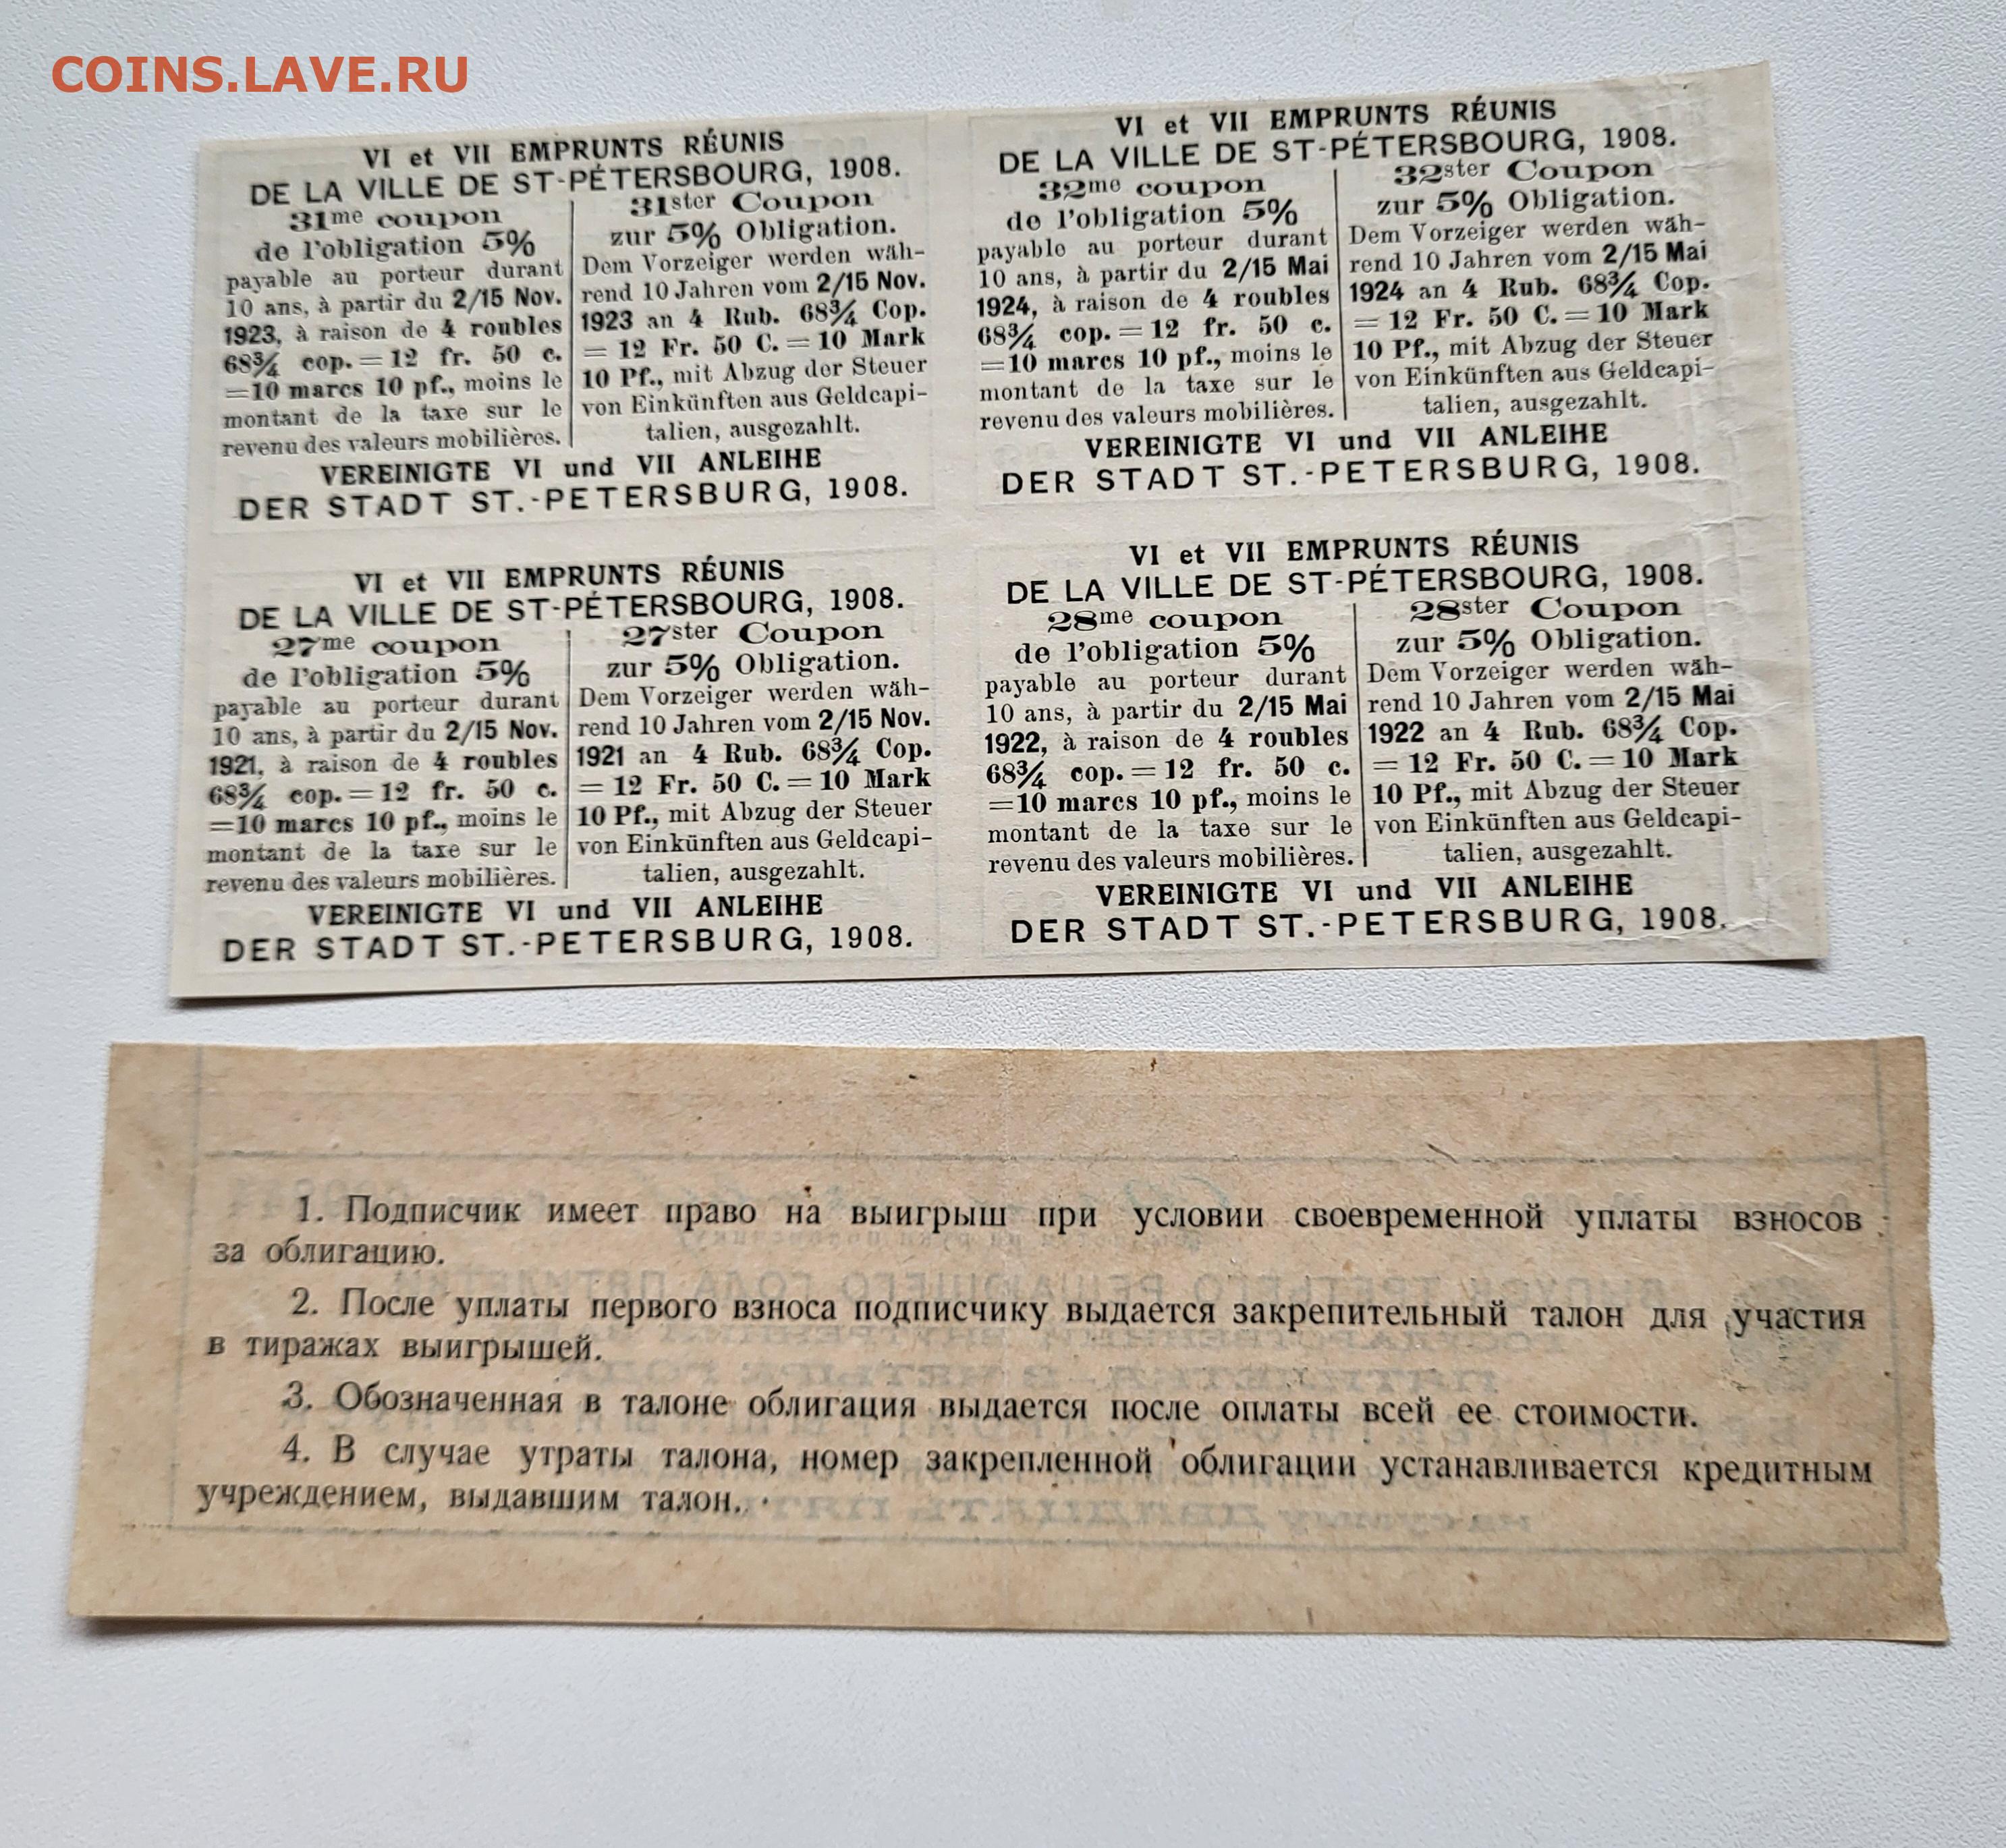 COINS.LAVE.RU
VI et VII EMPRUNTS RÉUNIS
DE LA VILLE DE ST-PÉTERSBOURG, 1908.
31me coupon
de l'obligation 5%
payable au porteur durant
10 ans, à partir du 2/15 Nov.
1923, à raison de 4 roubles
68¾ cop. = 12 fr. 50 c.
=10 marcs 10 pf., moins le
montant de la taxe sur le
revenu des valeurs mobilières.
31ster Coupon
zur 5% Obligation.
Dem Vorzeiger werden wäh-
rend 10 Jahren vom 2/15 Nov.
1923 an 4 Rub. 68¾ Cop.
= 12 Fr. 50 C. = 10 Mark
10 Pf., mit Abzug der Steuer
von Einkünften aus Geldcapi-
talien, ausgezahlt.
VEREINIGTE VI und VII ANLEIHE
DER STADT ST.-PETERSBURG, 1908.
VI et VII EMPRUNTS RÉUNIS
DE LA VILLE DE ST-PÉTERSBOURG, 1908.
32me coupon
de l'obligation 5%
payable au porteur durant
10 ans, à partir du 2/15 Mai
1924, à raison de 4 roubles
68¾ cop. = 12 fr. 50 c.
=10 marcs 10 pf., moins le
montant de la taxe sur le
revenu des valeurs mobilières.
32ster Coupon
zur 5% Obligation.
Dem Vorzeiger werden wäh-
rend 10 Jahren vom 2/15 Mai
1924 an 4 Rub. 68¾ Cop.
= 12 Fr. 50 C. = 10 Mark
10 Pf., mit Abzug der Steuer
von Einkünften aus Geldcapi-
talien, ausgezahlt.
VEREINIGTE VI und VII ANLEIHE
DER STADT ST.-PETERSBURG, 1908.
VI et VII EMPRUNTS RÉUNIS
DE LA VILLE DE ST-PÉTERSBOURG, 1908.
27me coupon
de l'obligation 5%
payable au porteur durant
10 ans, à partir du 2/15 Nov.
1921, à raison de 4 roubles
68¾ cop. = 12 fr. 50 c.
=10 marcs 10 pf., moins le
montant de la taxe sur le
revenu des valeurs mobilières.
27ster Coupon
zur 5% Obligation.
Dem Vorzeiger werden wäh-
rend 10 Jahren vom 2/15 Nov.
1921 an 4 Rub. 68¾ Cop.
= 12 Fr. 50 C. = 10 Mark
10 Pf., mit Abzug der Steuer
von Einkünften aus Geldcapi-
talien, ausgezahlt.
VEREINIGTE VI und VII ANLEIHE
DER STADT ST.-PETERSBURG, 1908.
VI et VII EMPRUNTS RÉUNIS
DE LA VILLE DE ST-PÉTERSBOURG, 1908.
28me coupon
de l'obligation 5%
payable au porteur durant
10 ans, à partir du 2/15 Mai
1922, à raison de 4 roubles
68¾ cop. = 12 fr. 50 c.
=10 marcs 10 pf., moins le
montant de la taxe sur le
revenu des valeurs mobilières.
28ster Coupon
zur 5% Obligation.
Dem Vorzeiger werden wäh-
rend 10 Jahren vom 2/15 Mai
1922 an 4 Rub. 68¾ Cop.
= 12 Fr. 50 C. = 10 Mark
10 Pf., mit Abzug der Steuer
von Einkünften aus Geldcapi-
talien, ausgezahlt.
VEREINIGTE VI und VII ANLEIHE
DER STADT ST.-PETERSBURG, 1908.
1. Подписчик имеет право на выигрыш при условии своевременной уплаты взносов
за облигацию.
2. После уплаты первого взноса подписчику выдается закрепительный талон для участия
в тиражах выигрышей.
3. Обозначенная в талоне облигация выдается после оплаты всей ее стоимости.
4. В случае утраты талона, номер закрепленной облигации устанавливается кредитным
учреждением, выдавшим талон.